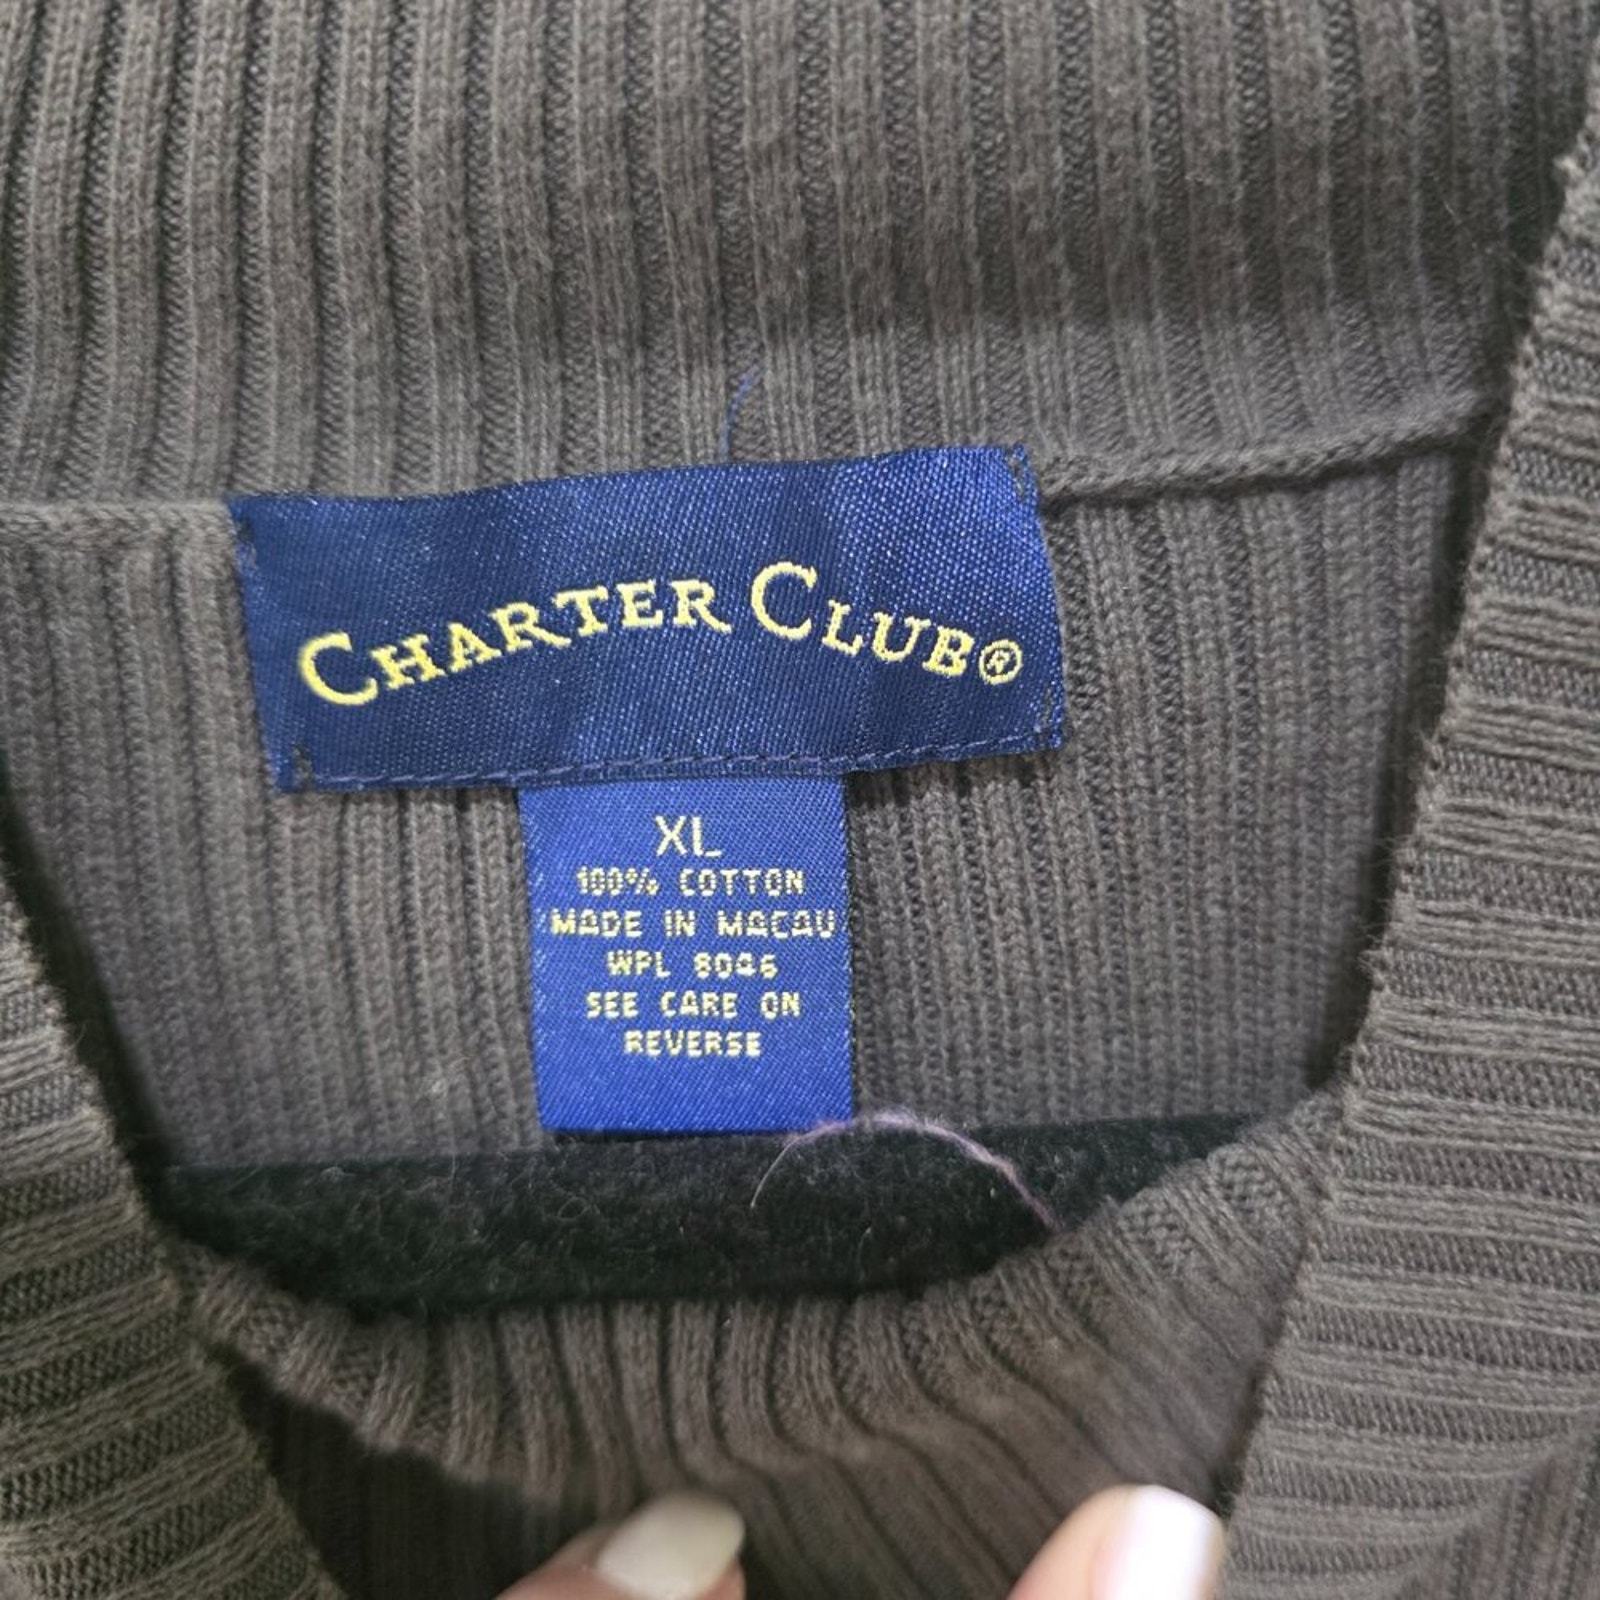 CHARTER CLUB®
XL
100% COTTON
MADE IN MACAU
WPL 8046
SEE CARE ON
REVERSE